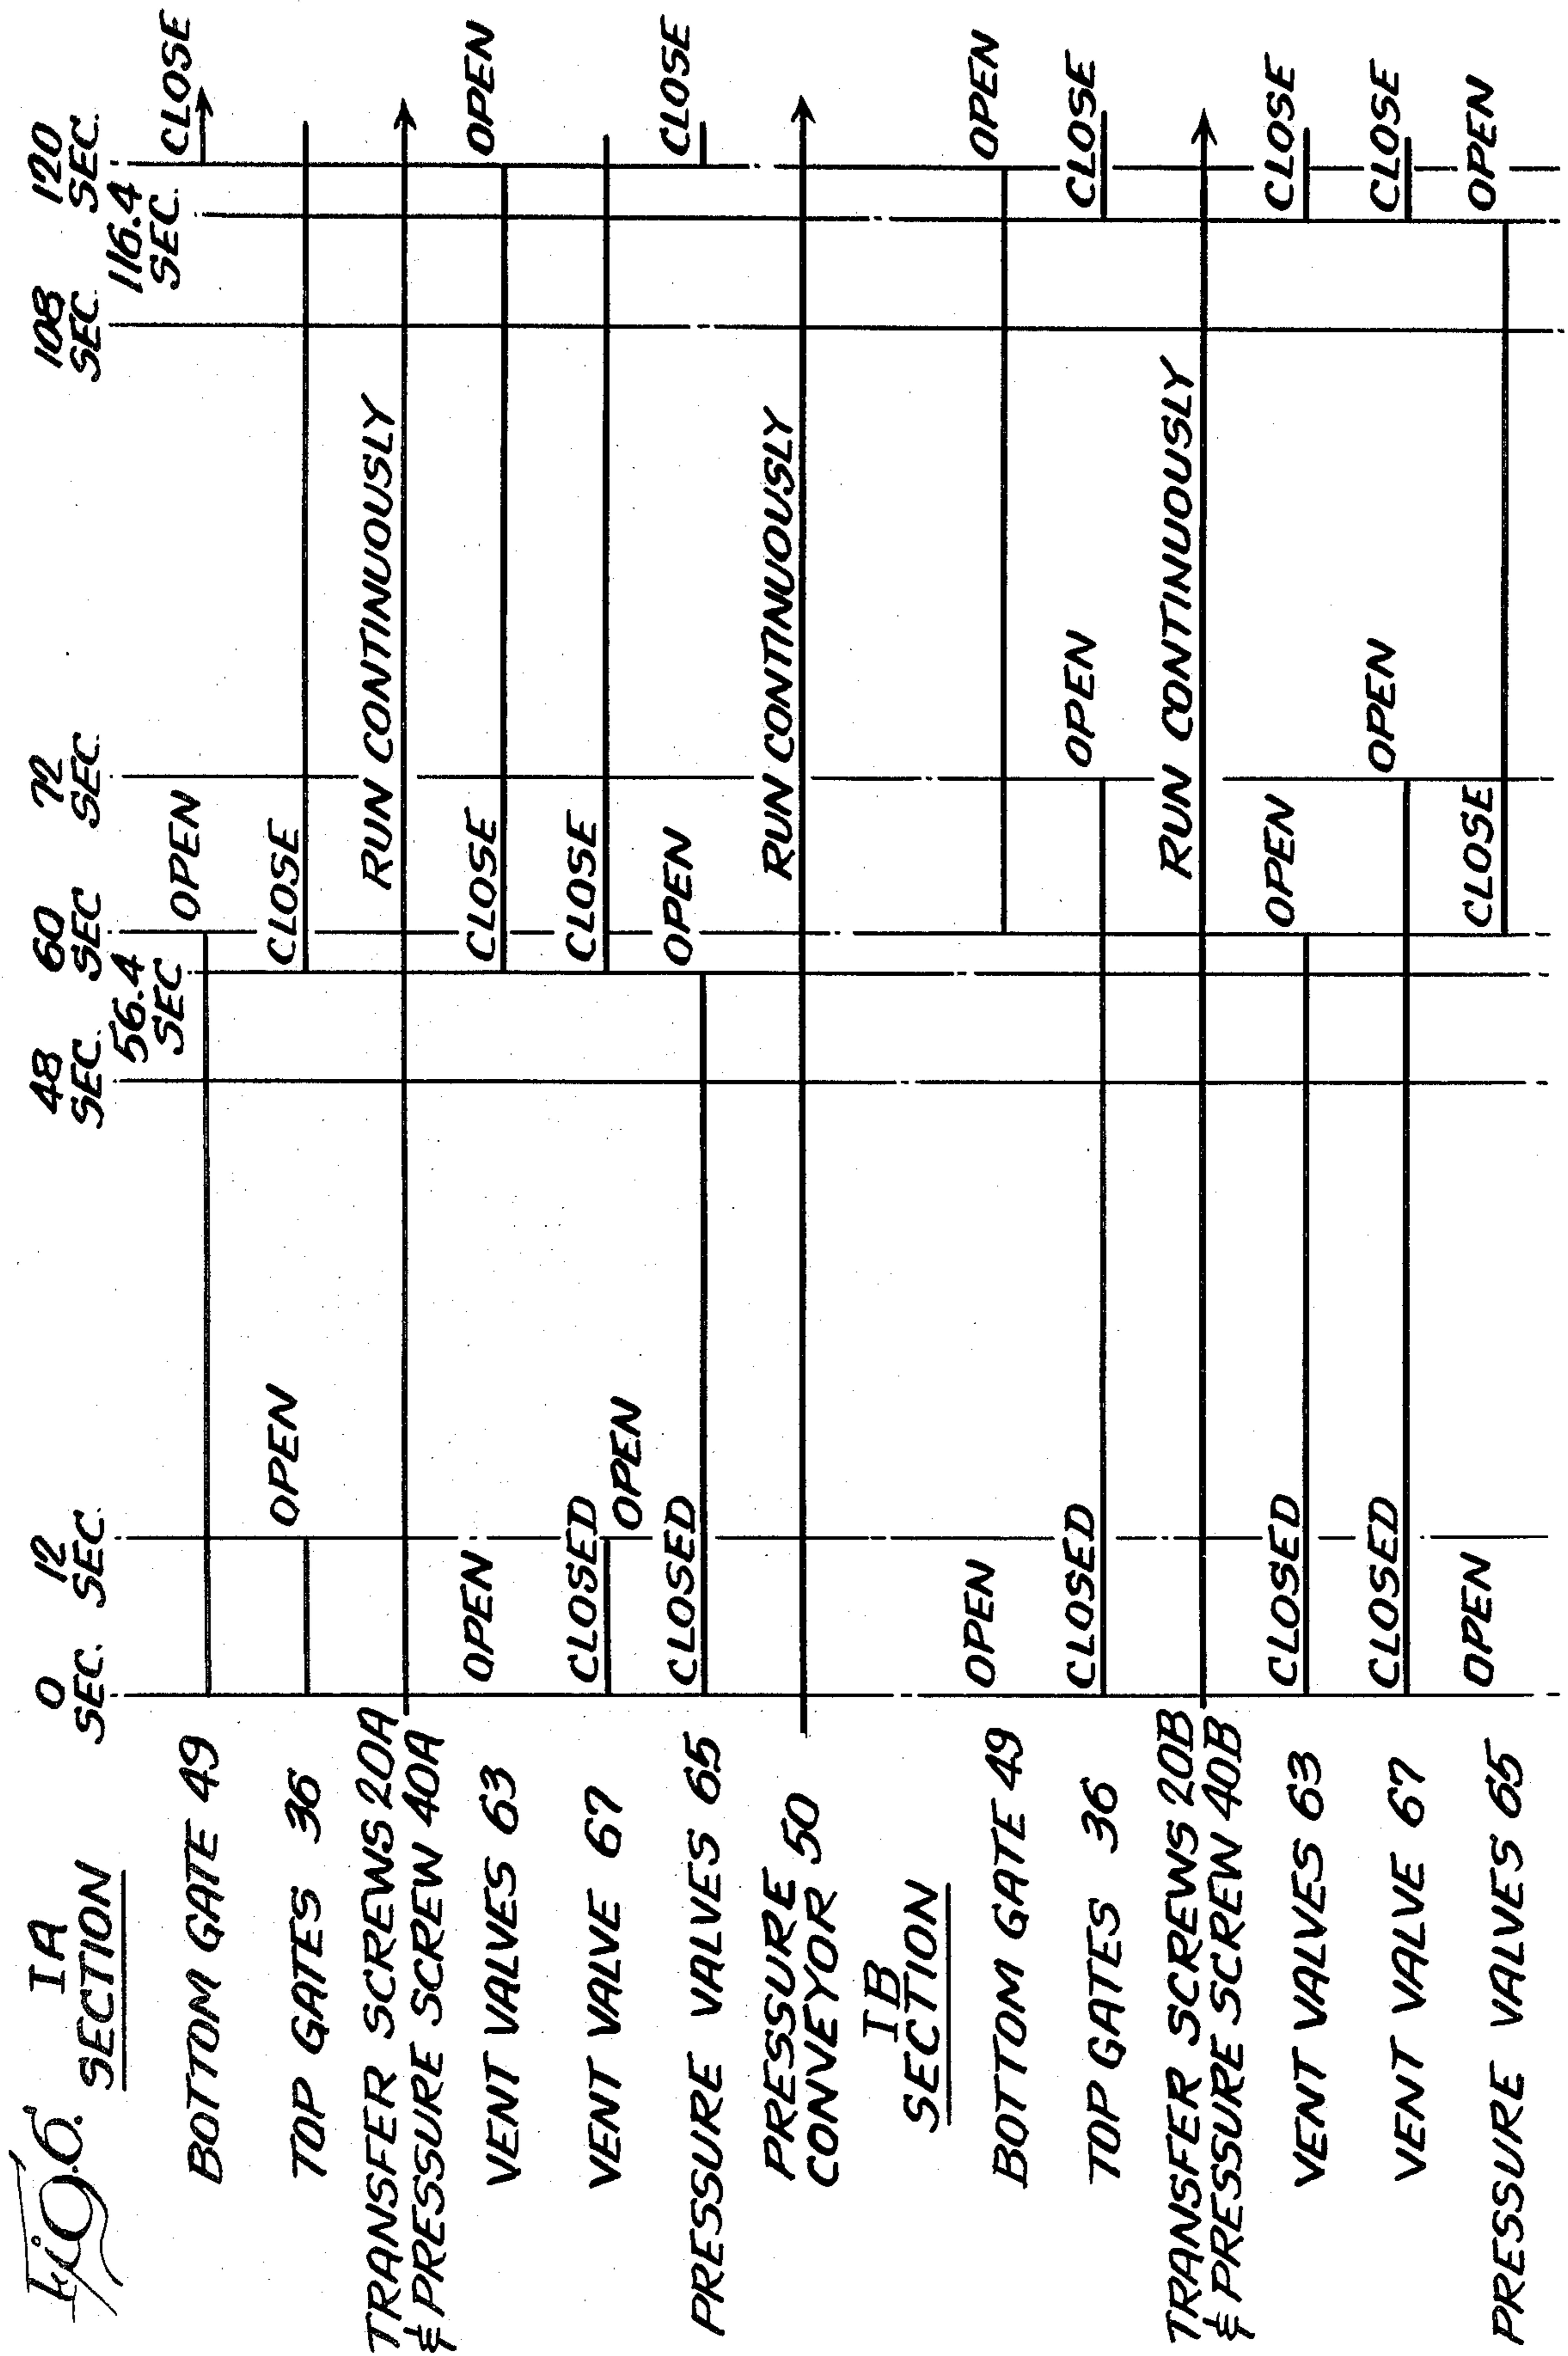 Fig.6.
0
SEC.
12
SEC.
48
SEC.
56.4
SEC
60
SEC
72
SEC.
108
SEC.
116.4
SEC.
120
SEC.
IA
SECTION
BOTTOM GATE 49
OPEN
CLOSE
TOP GATES 36
OPEN
CLOSE
TRANSFER SCREWS 20A
& PRESSURE SCREW 40A
RUN CONTINUOUSLY
VENT VALVES 63
OPEN
CLOSE
OPEN
VENT VALVE 67
CLOSED
OPEN
CLOSE
PRESSURE VALVES 65
CLOSED
OPEN
CLOSE
PRESSURE
CONVEYOR 50
RUN CONTINUOUSLY
IB
SECTION
BOTTOM GATE 49
OPEN
OPEN
TOP GATES 36
CLOSED
OPEN
CLOSE
TRANSFER SCREWS 20B
& PRESSURE SCREW 40B
RUN CONTINUOUSLY
VENT VALVES 63
CLOSED
OPEN
CLOSE
VENT VALVE 67
CLOSED
OPEN
CLOSE
PRESSURE VALVES 65
OPEN
CLOSE
OPEN